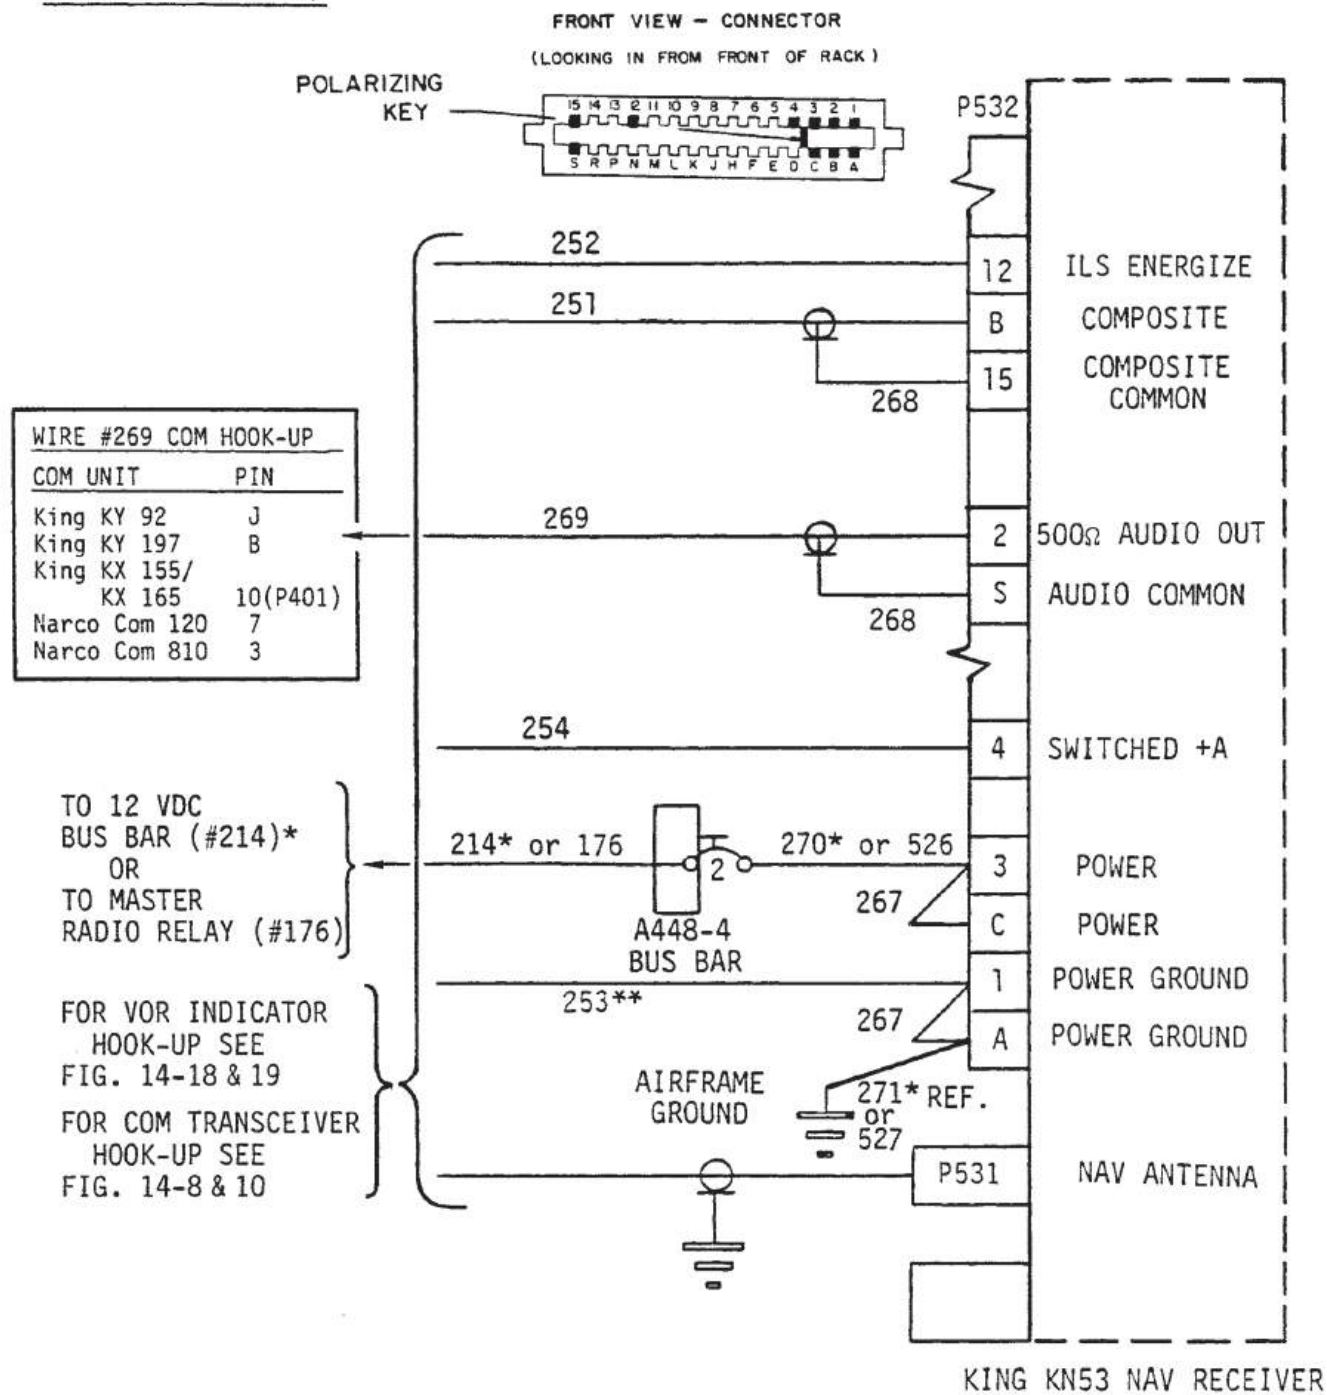 FRONT VIEW – CONNECTOR
(LOOKING IN FROM FRONT OF RACK)
POLARIZING
KEY
15 14 13 12 11 10 9 8 7 6 5 4 3 2 1
S R P N M L K J H F E D C B A
P532
252
12 ILS ENERGIZE
251
B COMPOSITE
15 COMPOSITE
COMMON
268
WIRE #269 COM HOOK-UP
COM UNIT PIN
King KY 92 J
King KY 197 B
King KX 155/
KX 165 10(P401)
Narco Com 120 7
Narco Com 810 3
269
2 500Ω AUDIO OUT
S AUDIO COMMON
268
254
4 SWITCHED +A
TO 12 VDC
BUS BAR (#214)*
OR
TO MASTER
RADIO RELAY (#176)
214* or 176
2
270* or 526
3 POWER
267
C POWER
A448-4
BUS BAR
1 POWER GROUND
253**
267
A POWER GROUND
FOR VOR INDICATOR
HOOK-UP SEE
FIG. 14-18 & 19
FOR COM TRANSCEIVER
HOOK-UP SEE
FIG. 14-8 & 10
AIRFRAME
GROUND
271* REF.
or
527
P531 NAV ANTENNA
KING KN53 NAV RECEIVER